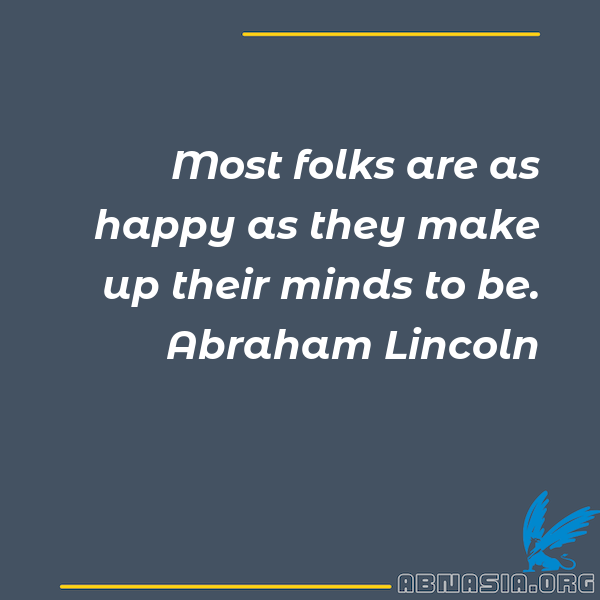 Most folks are as
happy as they make
up their minds to be.
Abraham Lincoln
ABNASIA.ORG